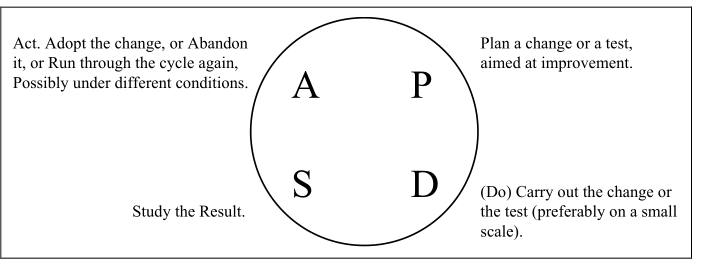 Act. Adopt the change, or Abandon
it, or Run through the cycle again,
Possibly under different conditions.
A
P
Plan a change or a test,
aimed at improvement.
S
D
Study the Result.
(Do) Carry out the change or
the test (preferably on a small
scale).